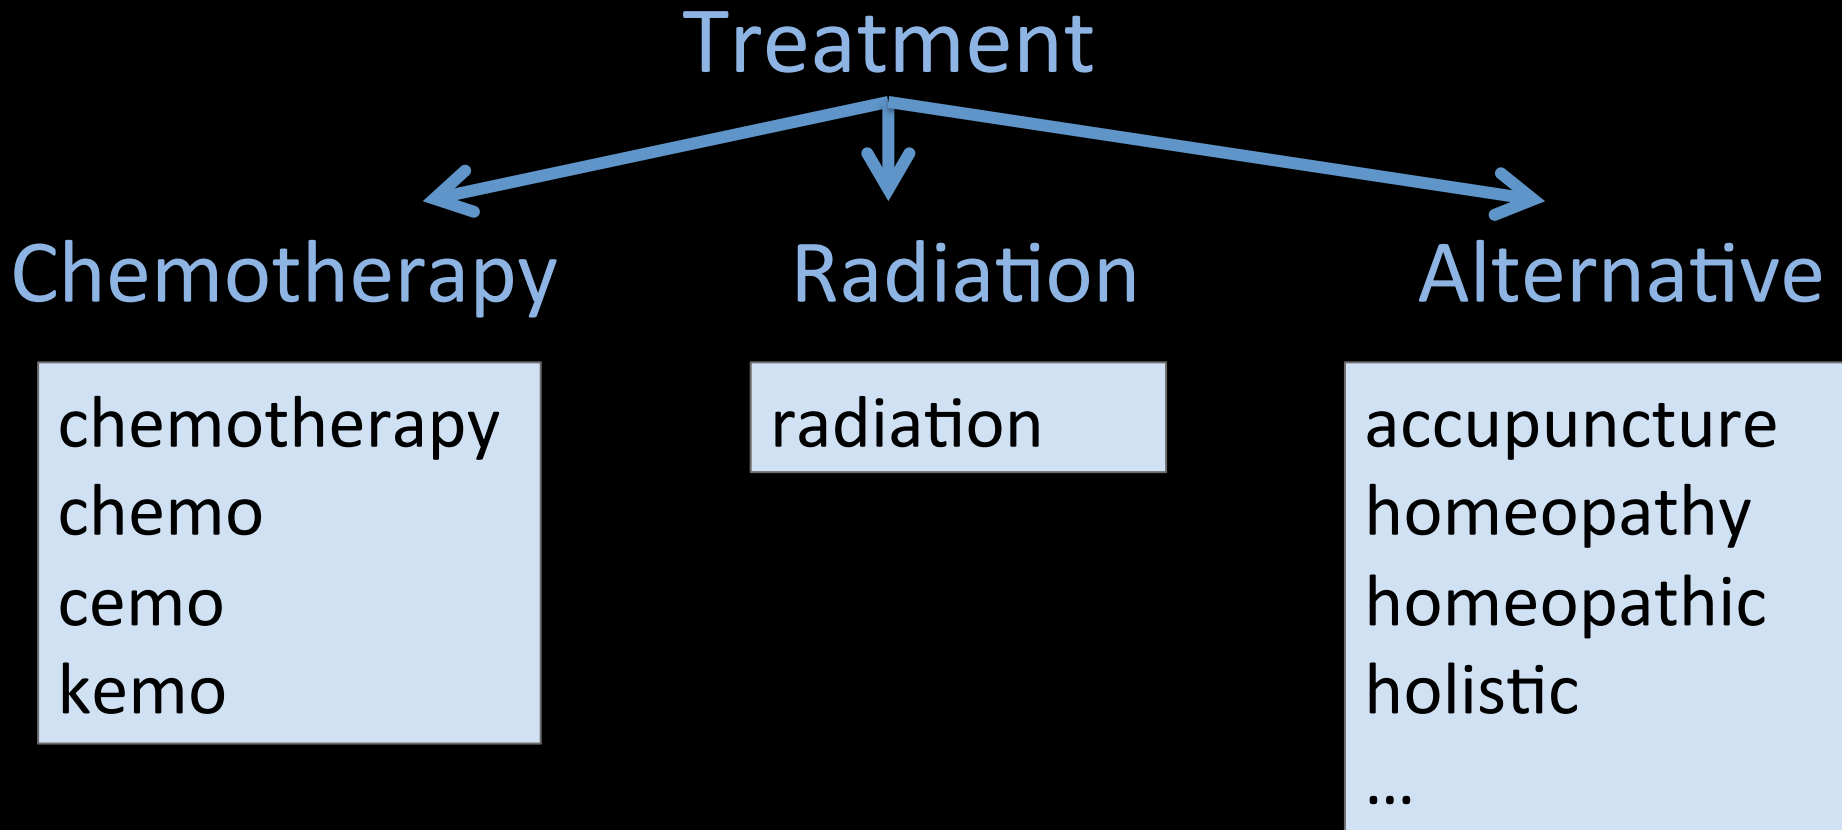 Treatment
Chemotherapy
Radiation
Alternative
chemotherapy
chemo
cemo
kemo
radiation
accupuncture
homeopathy
homeopathic
holistic
...